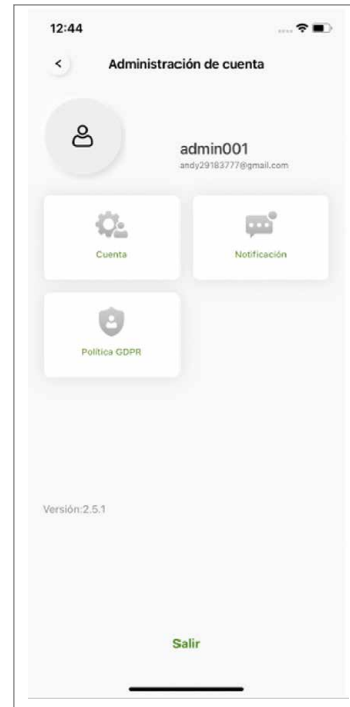 12:44
Administración de cuenta
admin001
andy29183777@gmail.com
Cuenta
Notificación
Política GDPR
Versión:2.5.1
Salir